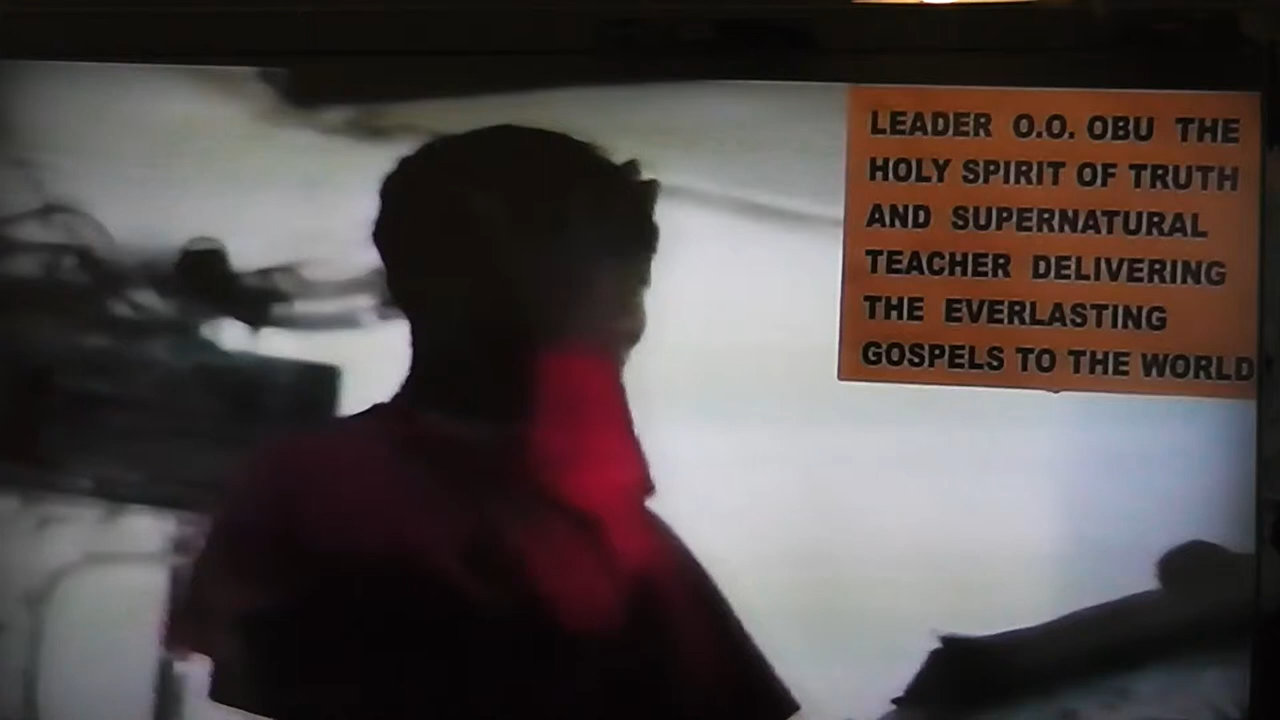 LEADER O.O. OBU THE
HOLY SPIRIT OF TRUTH
AND SUPERNATURAL
TEACHER DELIVERING
THE EVERLASTING
GOSPELS TO THE WORLD